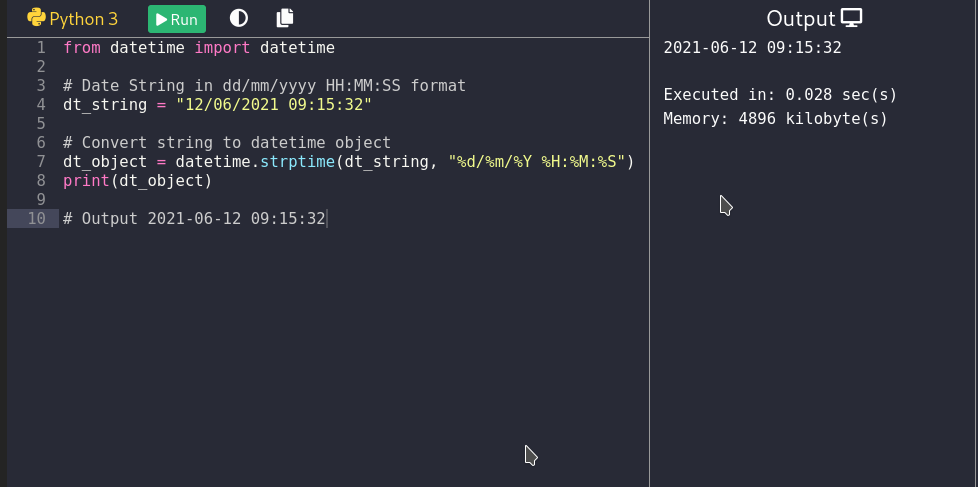 Python 3
Run
1 from datetime import datetime
2
3 # Date String in dd/mm/yyyy HH:MM:SS format
4 dt_string = "12/06/2021 09:15:32"
5
6 # Convert string to datetime object
7 dt_object = datetime.strptime(dt_string, "%d/%m/%Y %H:%M:%S")
8 print(dt_object)
9
10 # Output 2021-06-12 09:15:32
Output
2021-06-12 09:15:32
Executed in: 0.028 sec(s)
Memory: 4896 kilobyte(s)